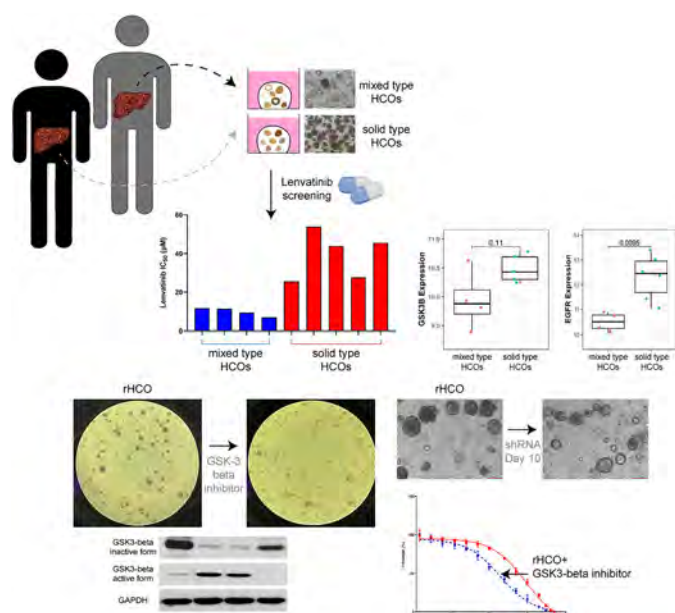 mixed type
HCOs
solid type
HCOs
Lenvatinib
screening
Lenvatinib IC50 (μM)
60
40
20
0
mixed type
HCOs
solid type
HCOs
GSK3B Expression
0.11
mixed type
HCOs
solid type
HCOs
EGFR Expression
mixed type
HCOs
solid type
HCOs
rHCO
GSK-3
beta
inhibitor
rHCO
shRNA
Day 10
GSK3-beta
inactive form
GSK3-beta
active form
GAPDH
rHCO+
GSK3-beta inhibitor